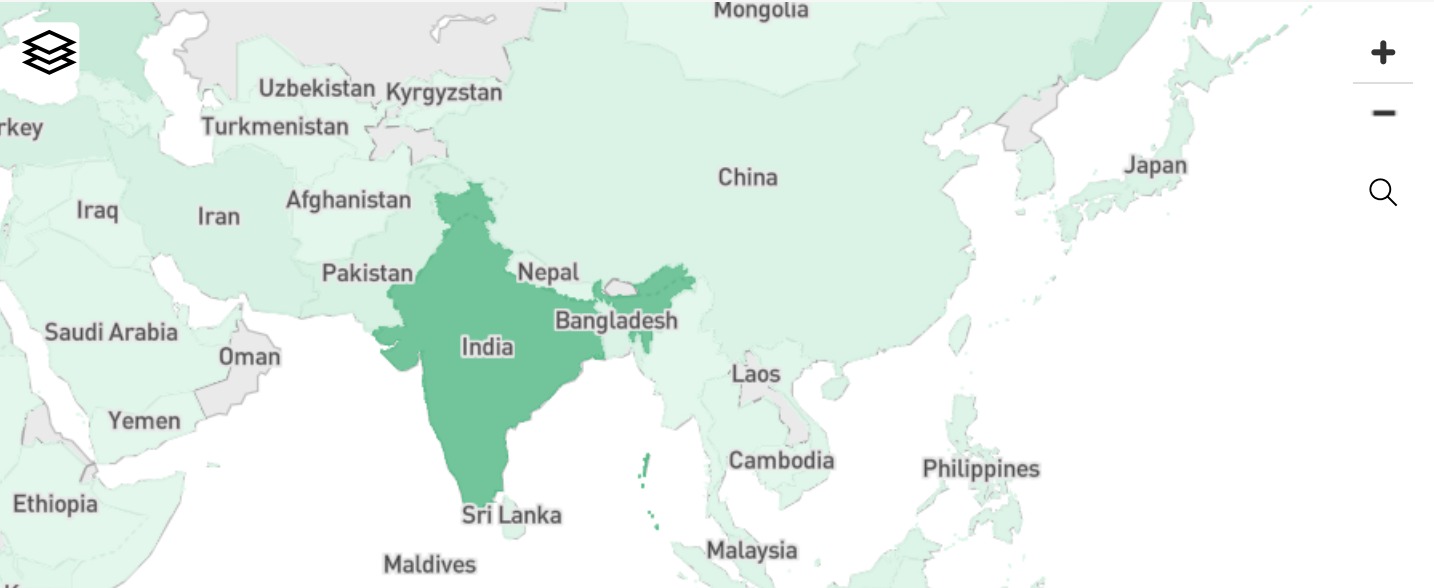 Mongolia
Uzbekistan
Kyrgyzstan
rkey
Turkmenistan
Japan
China
Afghanistan
Iraq
Iran
Pakistan
Nepal
Bangladesh
Saudi Arabia
India
Oman
Laos
Yemen
Cambodia
Philippines
Ethiopia
Sri Lanka
Malaysia
Maldives